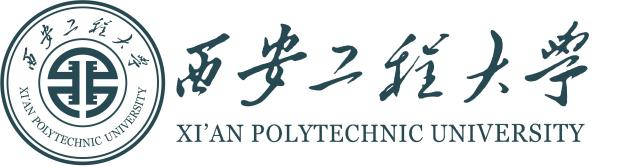 西安工程大学
XI'AN POLYTECHNIC UNIVERSITY
西安工程大学
XI'AN POLYTECHNIC UNIVERSITY